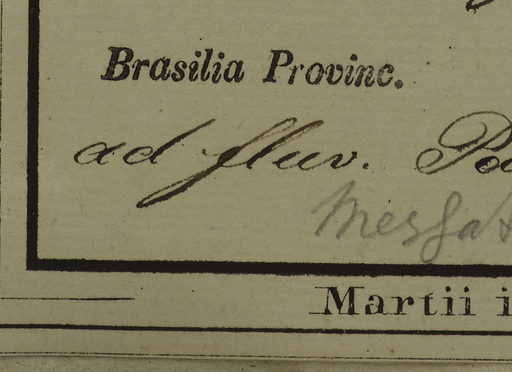 Brasilia Provinc.
ad fluv.
Martii